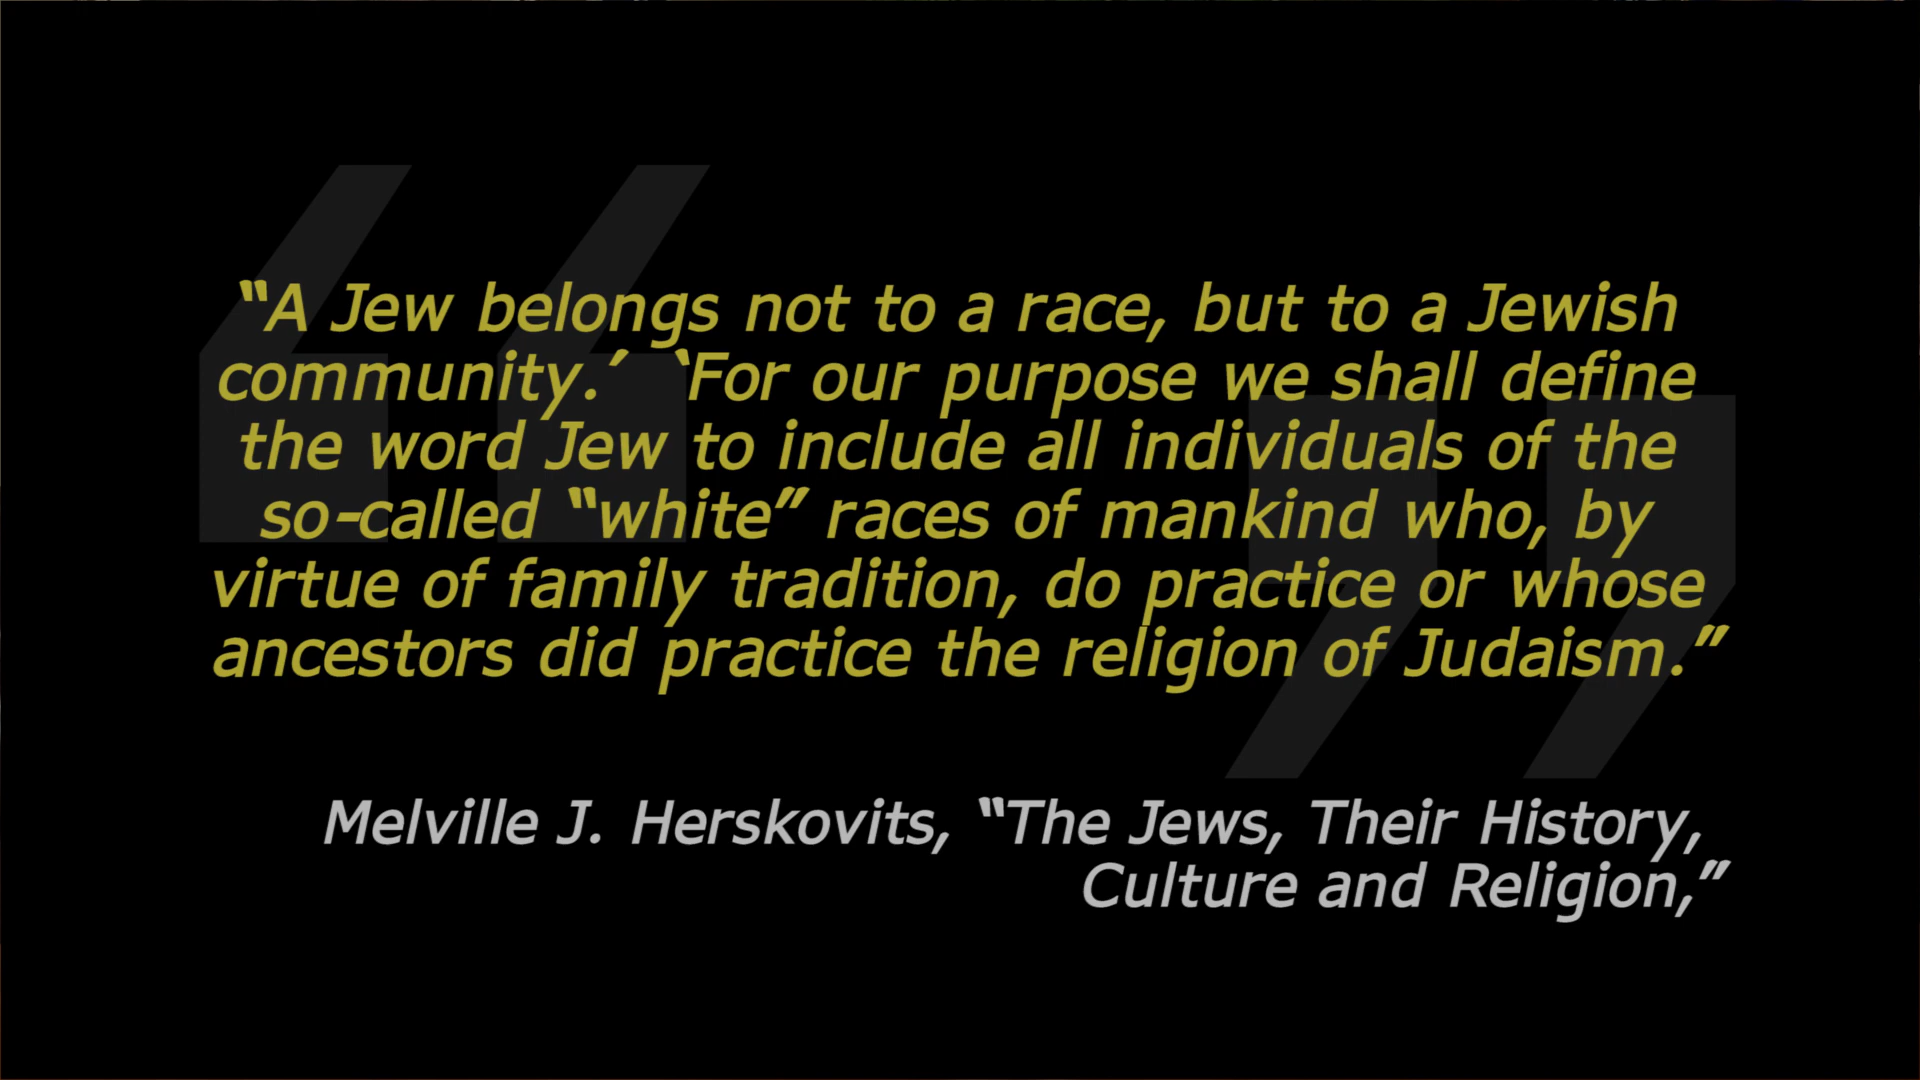 “A Jew belongs not to a race, but to a Jewish
community.´ `For our purpose we shall define
the word Jew to include all individuals of the
so-called “white” races of mankind who, by
virtue of family tradition, do practice or whose
ancestors did practice the religion of Judaism.”
Melville J. Herskovits, “The Jews, Their History,
Culture and Religion,”